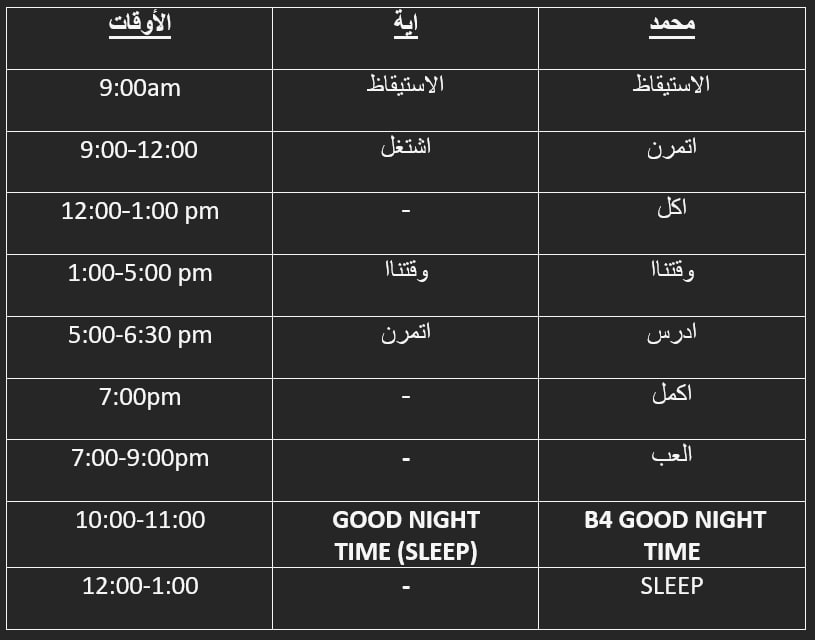 الأوقات اية محمد
9:00am الاستيقاظ الاستيقاظ
9:00-12:00 اشتغل اتمرن
12:00-1:00 pm - اكل
1:00-5:00 pm وقتناا وقتناا
5:00-6:30 pm اتمرن ادرس
7:00pm - اكمل
7:00-9:00pm - العب
10:00-11:00 GOOD NIGHT B4 GOOD NIGHT
TIME (SLEEP) TIME
12:00-1:00 - SLEEP